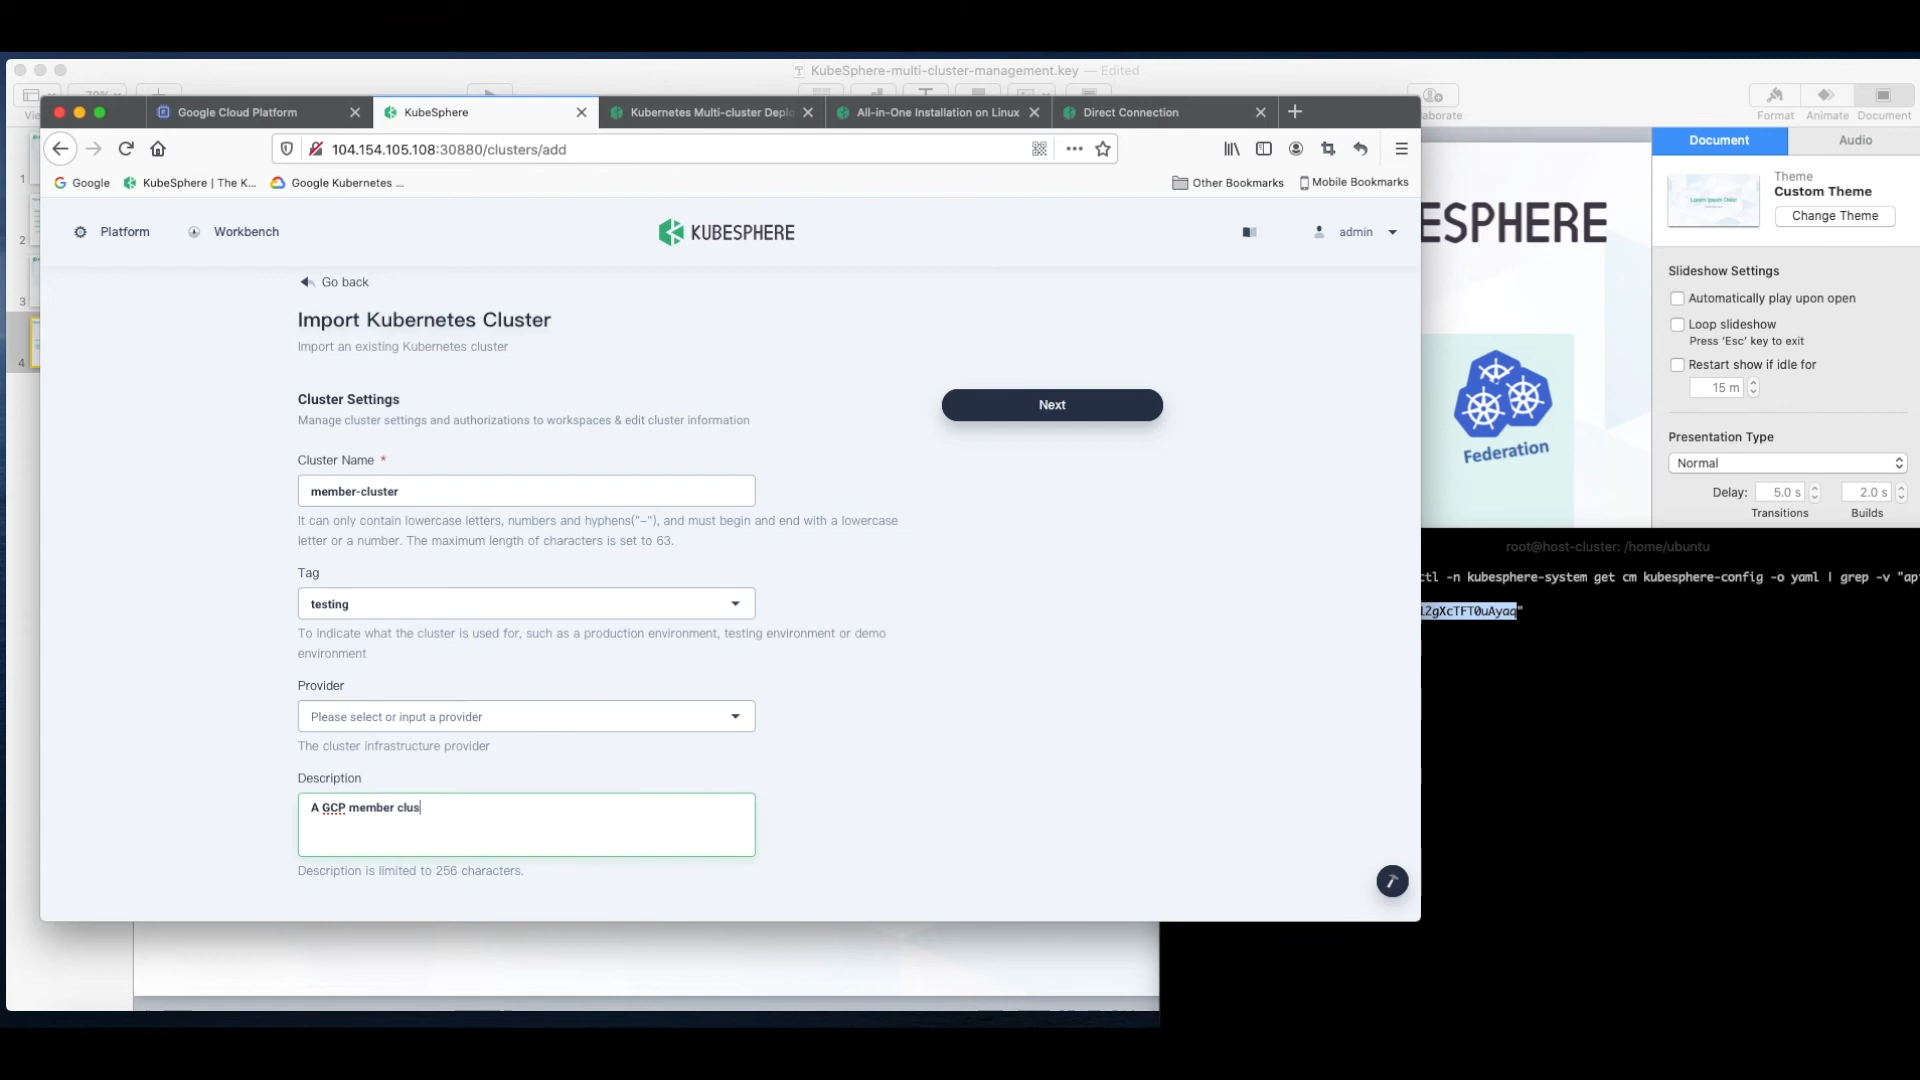 KubeSphere-multi-cluster-management.key — Edited
Google Cloud Platform
KubeSphere
Kubernetes Multi-cluster Deplo
All-in-One Installation on Linux
Direct Connection
104.154.105.108:30880/clusters/add
Google
KubeSphere | The K...
Google Kubernetes ...
Other Bookmarks
Mobile Bookmarks
Platform
Workbench
KUBESPHERE
admin
Go back
Import Kubernetes Cluster
Import an existing Kubernetes cluster
Cluster Settings
Manage cluster settings and authorizations to workspaces & edit cluster information
Next
Cluster Name *
member-cluster
It can only contain lowercase letters, numbers and hyphens("-"), and must begin and end with a lowercase
letter or a number. The maximum length of characters is set to 63.
Tag
testing
To indicate what the cluster is used for, such as a production environment, testing environment or demo
environment
Provider
Please select or input a provider
The cluster infrastructure provider
Description
A GCP member clus
Description is limited to 256 characters.
1
2
3
4
ESPHERE
Federation
aborate
Format
Animate
Document
Document
Audio
Theme
Custom Theme
Change Theme
Slideshow Settings
Automatically play upon open
Loop slideshow
Press 'Esc' key to exit
Restart show if idle for
15 m
Presentation Type
Normal
Delay:
5.0 s
2.0 s
Transitions
Builds
root@host-cluster: /home/ubuntu
ctl -n kubesphere-system get cm kubesphere-config -o yaml | grep -v "ap
l2gXcTFT0uAyaq"